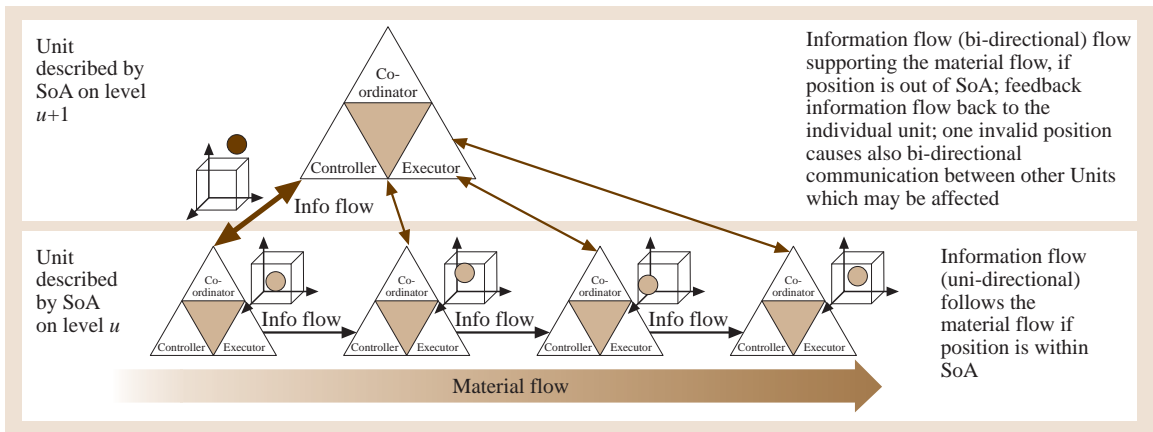 Unit
described by
SoA on level
u+1
Co-
ordinator
Controller
Executor
Information flow (bi-directional) flow
supporting the material flow, if
position is out of SoA; feedback
information flow back to the
individual unit; one invalid position
causes also bi-directional
communication between other Units
which may be affected
Info flow
Unit
described
by SoA
on level u
Co-
ordinator
Controller
Executor
Info flow
Co-
ordinator
Controller
Executor
Info flow
Co-
ordinator
Controller
Executor
Info flow
Co-
ordinator
Controller
Executor
Information flow
(uni-directional)
follows the
material flow if
position is within
SoA
Material flow